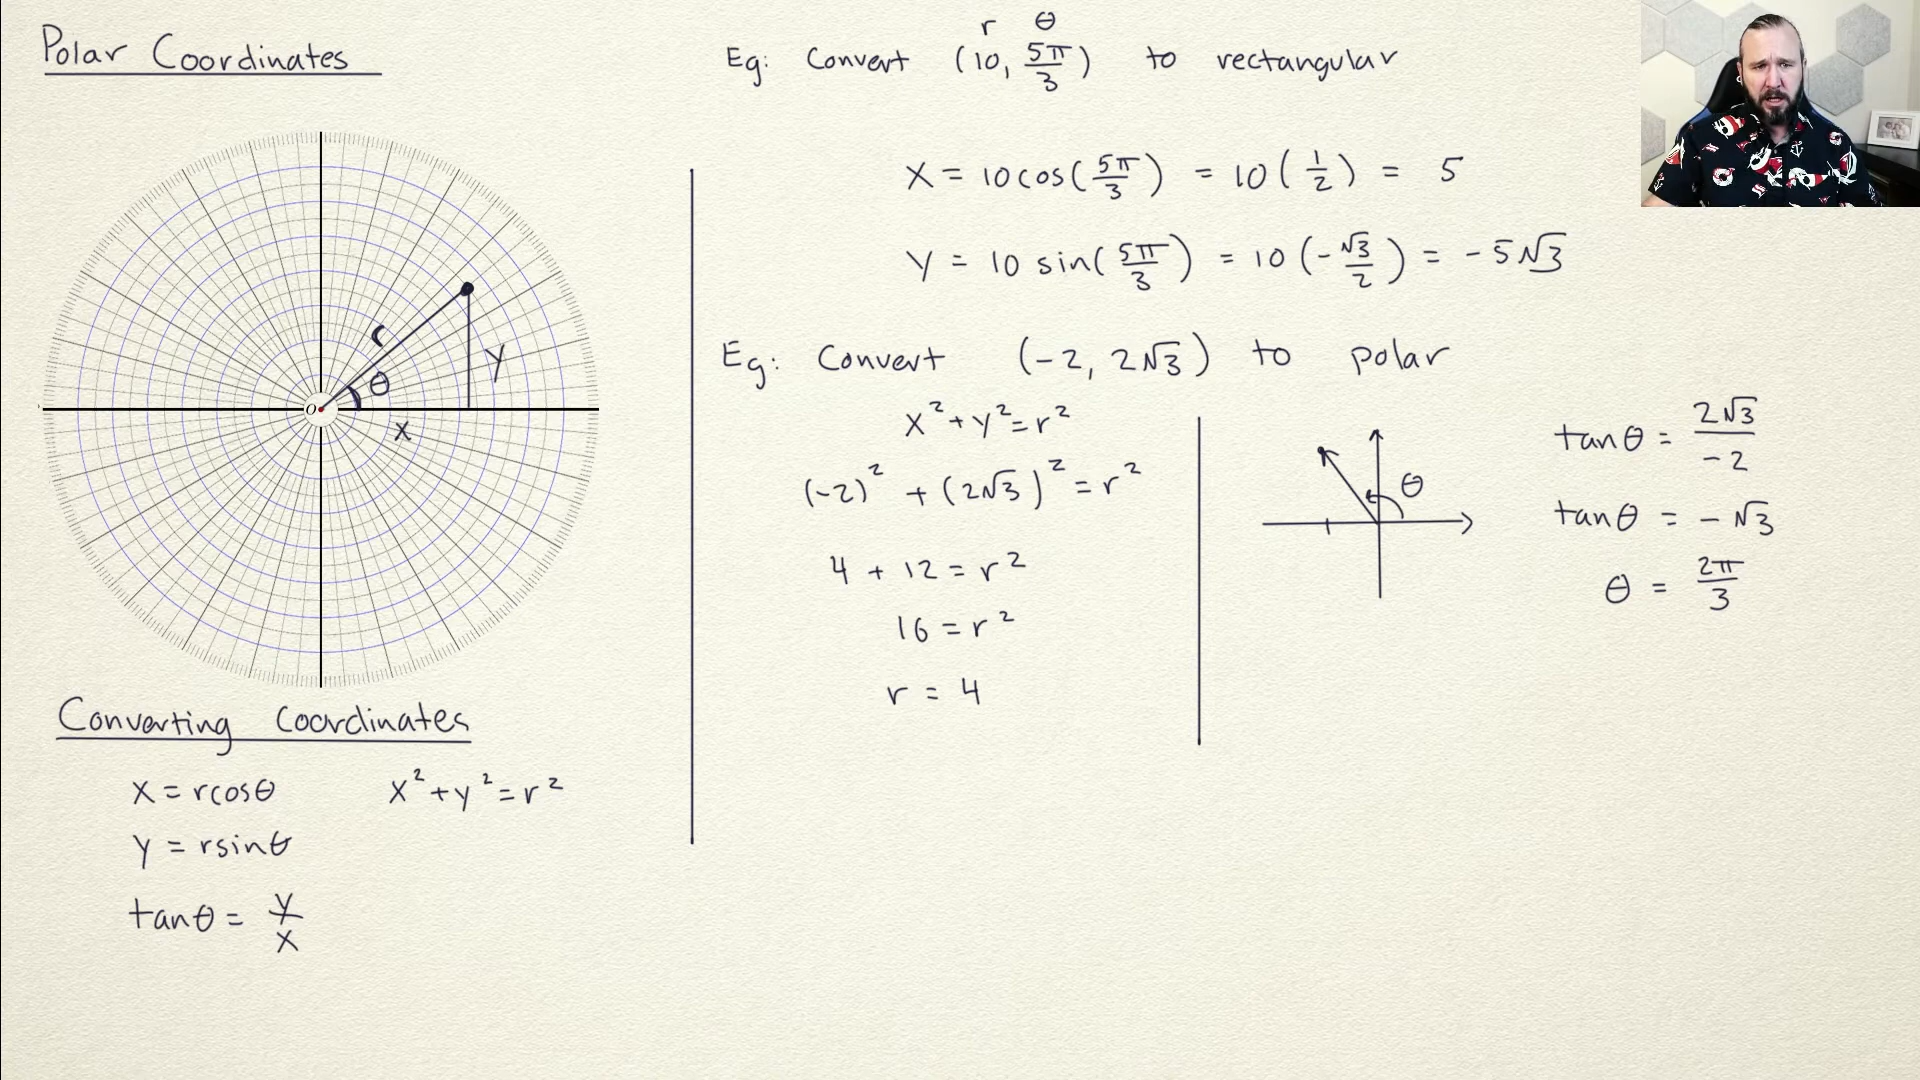 Polar Coordinates
r
θ
y
x
O
Converting Coordinates
x = rcosθ
x² + y² = r²
y = rsinθ
tanθ = y/x
r θ
Eg: Convert (10, 5π/3) to rectangular
x = 10cos(5π/3) = 10(1/2) = 5
y = 10 sin(5π/3) = 10(-√3/2) = -5√3
Eg: Convert (-2, 2√3) to polar
x² + y² = r²
(-2)² + (2√3)² = r²
4 + 12 = r²
16 = r²
r = 4
θ
tanθ = 2√3/-2
tanθ = -√3
θ = 2π/3